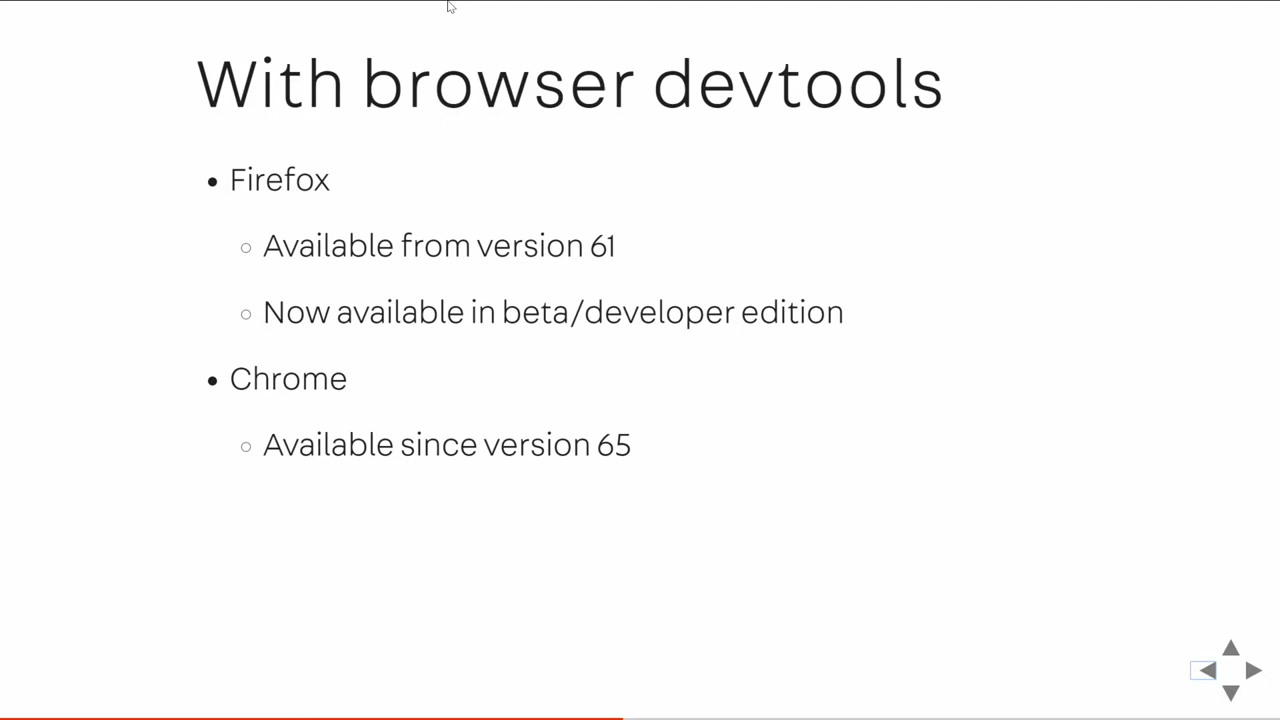 With browser devtools
Firefox
Available from version 61
Now available in beta/developer edition
Chrome
Available since version 65